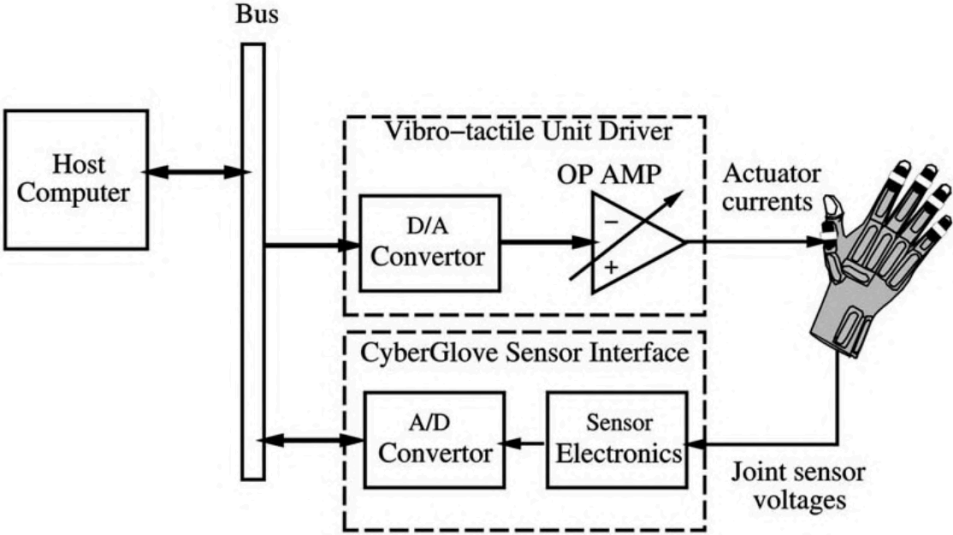 Bus
Host
Computer
Vibro-tactile Unit Driver
OP AMP
D/A
Convertor
−
+
Actuator
currents
CyberGlove Sensor Interface
A/D
Convertor
Sensor
Electronics
Joint sensor
voltages